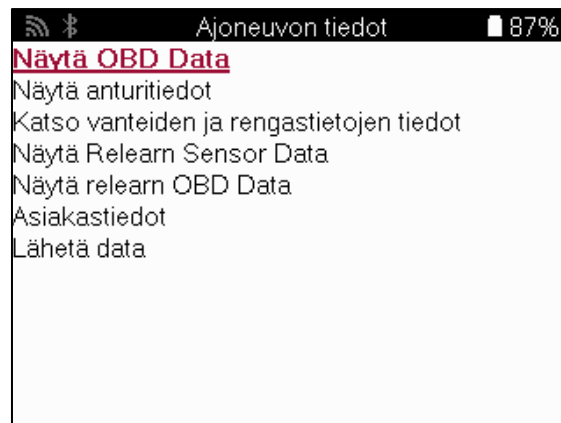 Ajoneuvon tiedot 87%
Näytä OBD Data
Näytä anturitiedot
Katso vanteiden ja rengastietojen tiedot
Näytä Relearn Sensor Data
Näytä relearn OBD Data
Asiakastiedot
Lähetä data